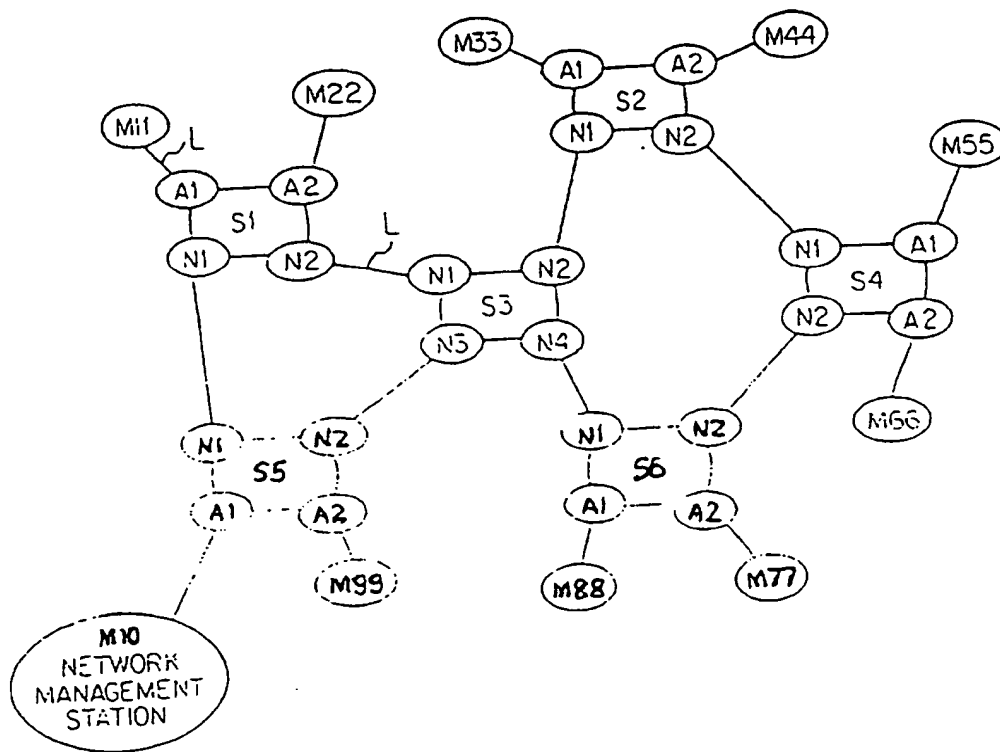 M33
M44
A1
A2
S2
M22
M11
L
N1
N2
M55
A1
A2
S1
L
N1
N2
N1
A1
N1
N2
S3
S4
N2
A2
N3
N4
M66
N1
N2
N1
N2
S5
S6
A1
A2
A1
A2
M99
M88
M77
M10
NETWORK
MANAGEMENT
STATION